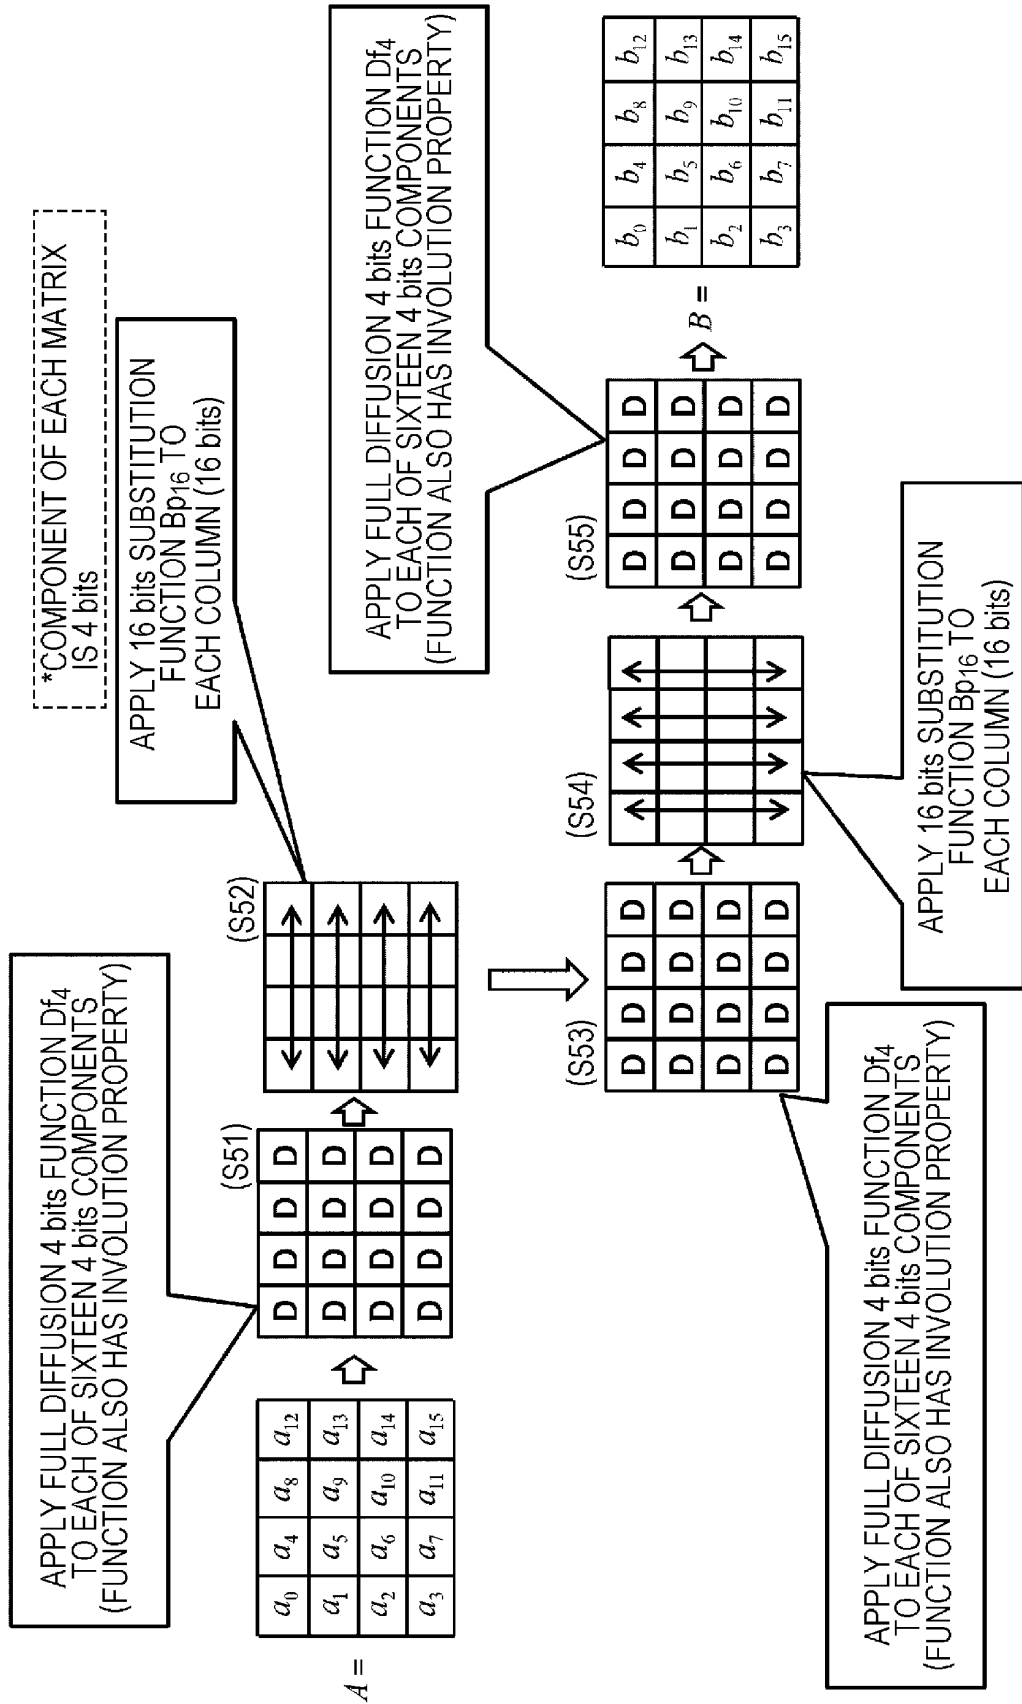 *COMPONENT OF EACH MATRIX
IS 4 bits
APPLY FULL DIFFUSION 4 bits FUNCTION Df4
TO EACH OF SIXTEEN 4 bits COMPONENTS
(FUNCTION ALSO HAS INVOLUTION PROPERTY)
APPLY 16 bits SUBSTITUTION
FUNCTION Bp16 TO
EACH COLUMN (16 bits)
A =
a0 a4 a8 a12
a1 a5 a9 a13
a2 a6 a10 a14
a3 a7 a11 a15
(S51)
D D D D
D D D D
D D D D
D D D D
(S52)
APPLY FULL DIFFUSION 4 bits FUNCTION Df4
TO EACH OF SIXTEEN 4 bits COMPONENTS
(FUNCTION ALSO HAS INVOLUTION PROPERTY)
(S53)
D D D D
D D D D
D D D D
D D D D
(S54)
(S55)
D D D D
D D D D
D D D D
D D D D
B =
b0 b4 b8 b12
b1 b5 b9 b13
b2 b6 b10 b14
b3 b7 b11 b15
APPLY FULL DIFFUSION 4 bits FUNCTION Df4
TO EACH OF SIXTEEN 4 bits COMPONENTS
(FUNCTION ALSO HAS INVOLUTION PROPERTY)
APPLY 16 bits SUBSTITUTION
FUNCTION Bp16 TO
EACH COLUMN (16 bits)